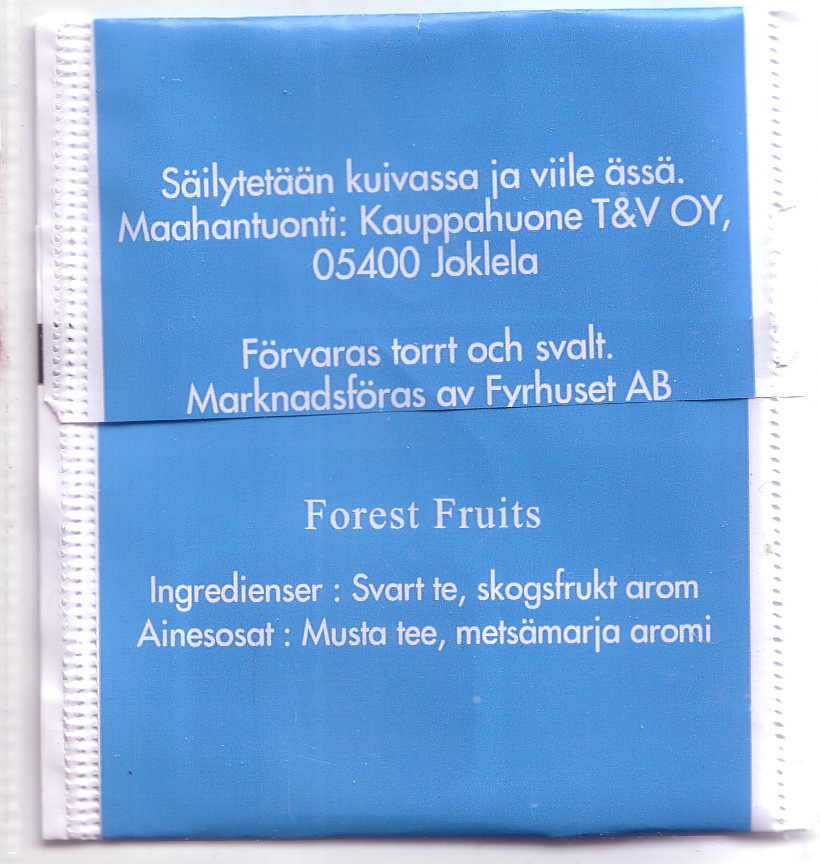 Säilytetään kuivassa ja viile ässä.
Maahantuonti: Kauppahuone T&V OY,
05400 Joklela
Förvaras torrt och svalt.
Marknadsföras av Fyrhuset AB
Forest Fruits
Ingredienser : Svart te, skogsfrukt arom
Ainesosat : Musta tee, metsämarja aromi